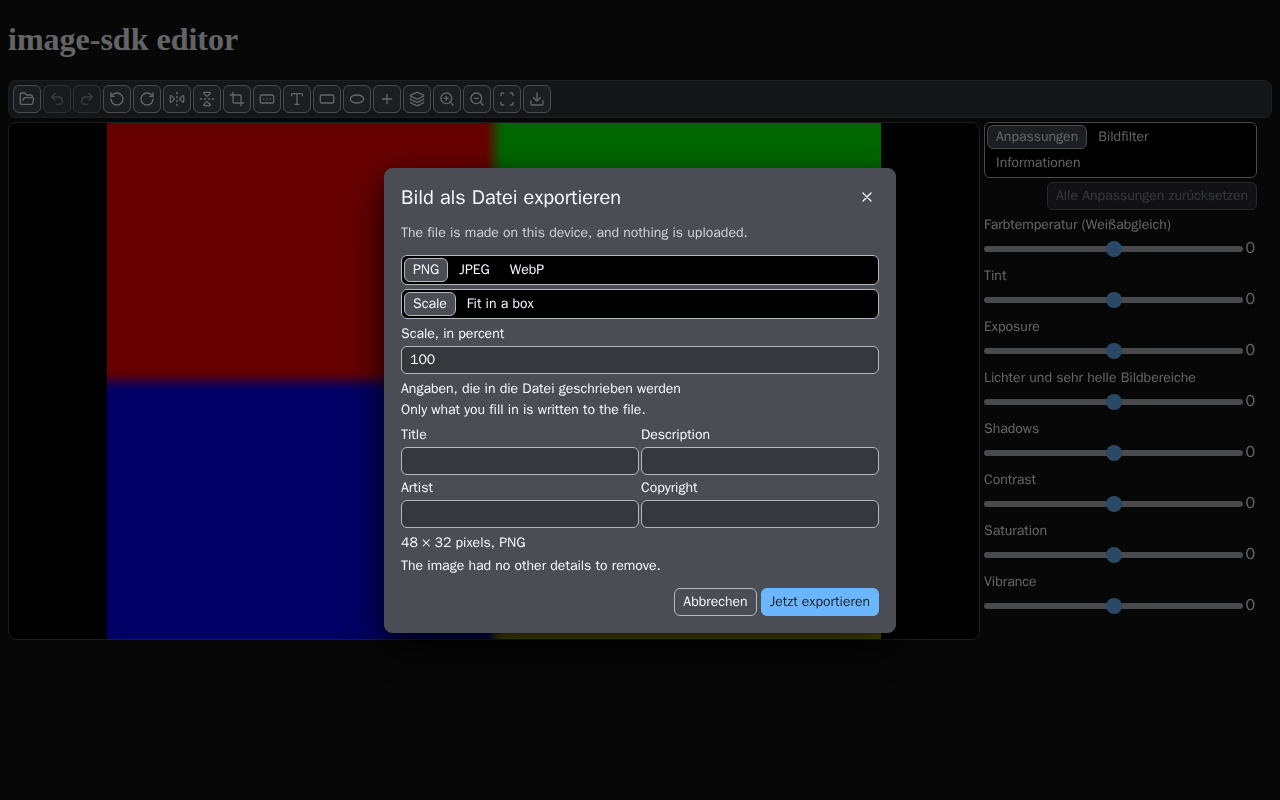 image-sdk editor
Anpassungen Bildfilter
Informationen
Alle Anpassungen zurücksetzen
Farbtemperatur (Weißabgleich)
0
Tint
0
Exposure
0
Lichter und sehr helle Bildbereiche
0
Shadows
0
Contrast
0
Saturation
0
Vibrance
0
Bild als Datei exportieren
The file is made on this device, and nothing is uploaded.
PNG JPEG WebP
Scale Fit in a box
Scale, in percent
100
Angaben, die in die Datei geschrieben werden
Only what you fill in is written to the file.
Title Description
Artist Copyright
48 × 32 pixels, PNG
The image had no other details to remove.
Abbrechen Jetzt exportieren